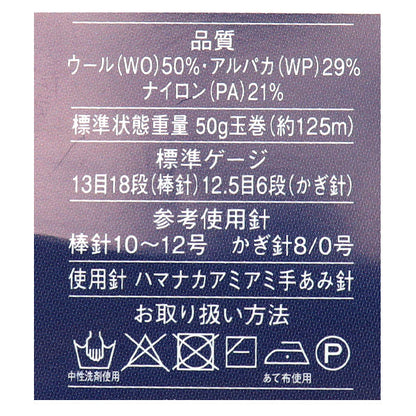 品質
ウール(WO)50%・アルパカ(WP)29%
ナイロン(PA)21%
標準状態重量 50g玉巻(約125m)
標準ゲージ
13目18段(棒針)12.5目6段(かぎ針)
参考使用針
棒針10～12号 かぎ針8/0号
使用針 ハマナカアミアミ手あみ針
お取り扱い方法
中性洗剤使用 あて布使用 P